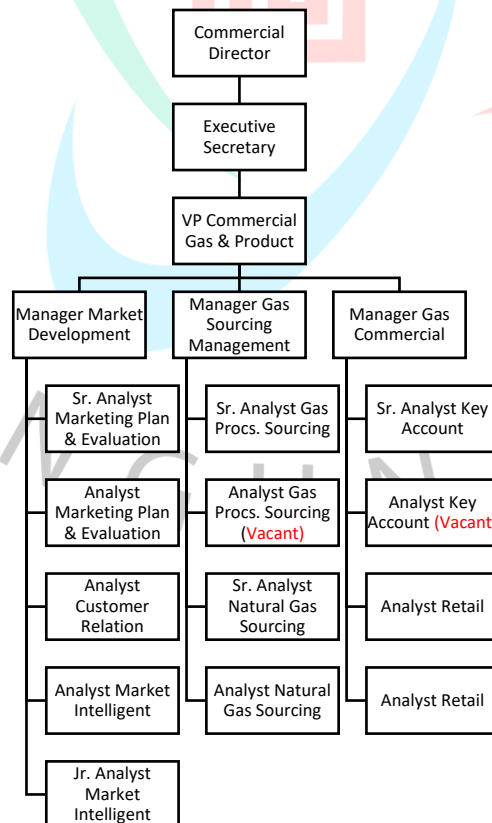 Commercial
Director
Executive
Secretary
VP Commercial
Gas & Product
Manager Market
Development
Manager Gas
Sourcing
Management
Manager Gas
Commercial
Sr. Analyst
Marketing Plan
& Evaluation
Sr. Analyst Gas
Procs. Sourcing
Sr. Analyst Key
Account
Analyst
Marketing Plan
& Evaluation
Analyst Gas
Procs. Sourcing
(Vacant)
Analyst Key
Account (Vacant
Analyst
Customer
Relation
Sr. Analyst
Natural Gas
Sourcing
Analyst Retail
Analyst Market
Intelligent
Analyst Natural
Gas Sourcing
Analyst Retail
Jr. Analyst
Market
Intelligent